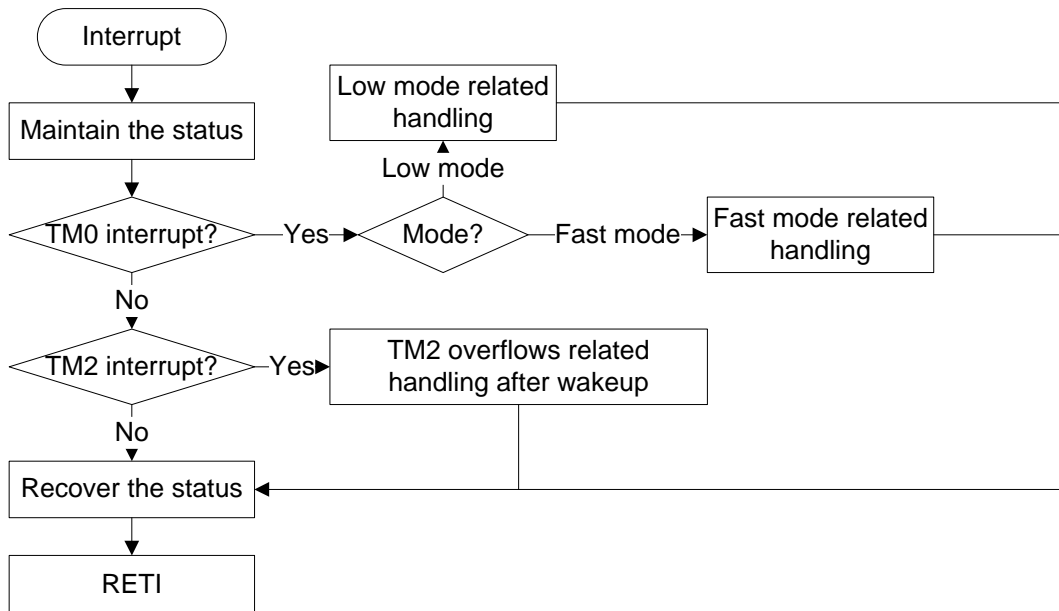 Interrupt
Low mode related
handling
Maintain the status
Low mode
TM0 interrupt?
Yes
Mode?
Fast mode
Fast mode related
handling
No
TM2 interrupt?
Yes
TM2 overflows related
handling after wakeup
No
Recover the status
RETI